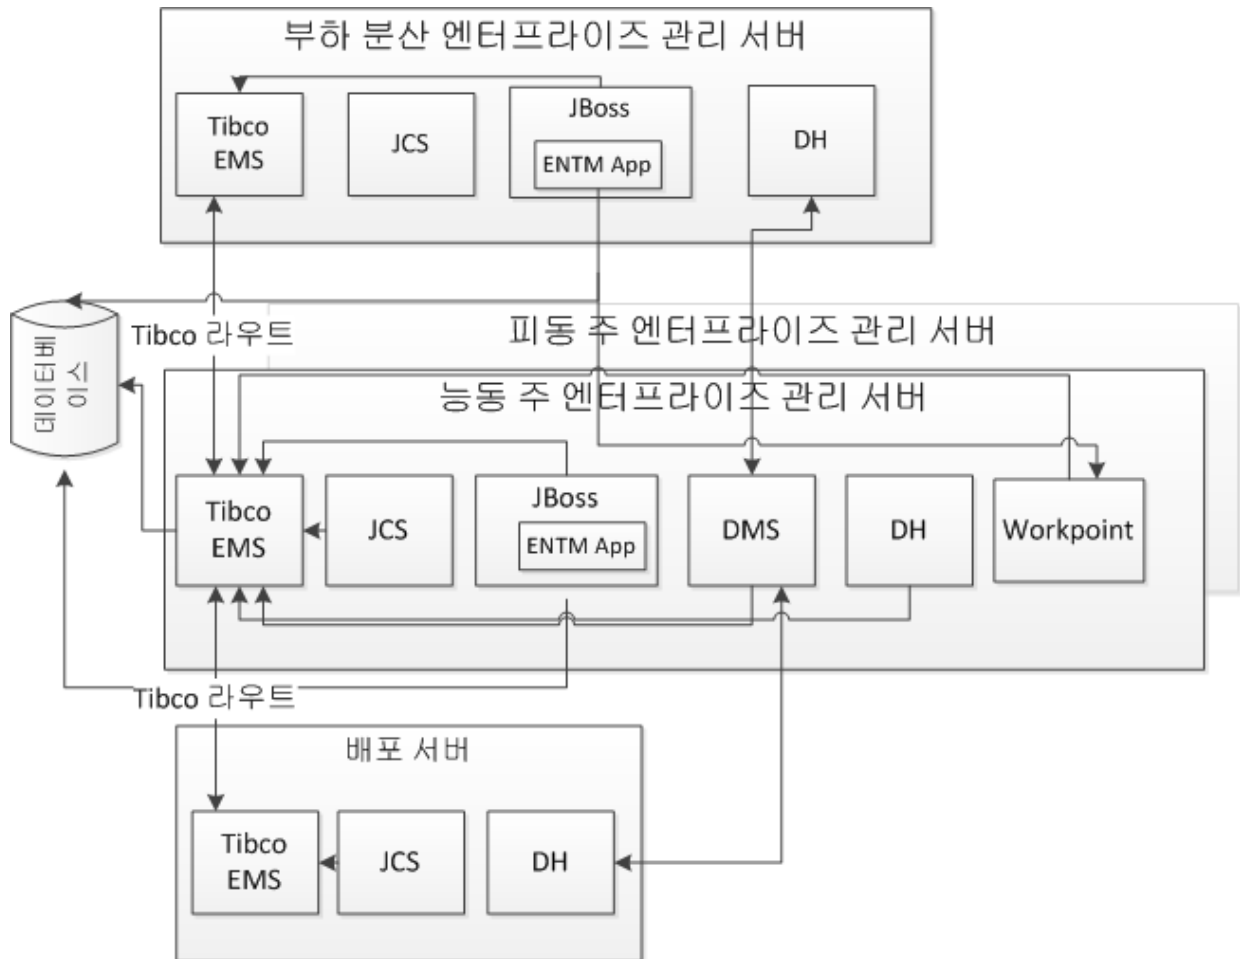 부하 분산 엔터프라이즈 관리 서버
Tibco
EMS
JCS
JBoss
ENTM App
DH
Tibco 라우트
데이터베
이스
피동 주 엔터프라이즈 관리 서버
능동 주 엔터프라이즈 관리 서버
Tibco
EMS
JCS
JBoss
ENTM App
DMS
DH
Workpoint
Tibco 라우트
배포 서버
Tibco
EMS
JCS
DH